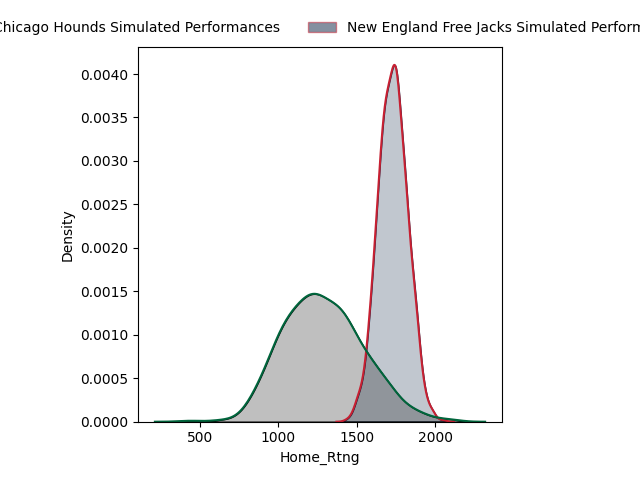 Chicago Hounds Simulated Performances
New England Free Jacks Simulated Perform
0.0040
0.0035
0.0030
0.0025
0.0020
0.0015
0.0010
0.0005
0.0000
Density
500 1000 1500 2000
Home_Rtng